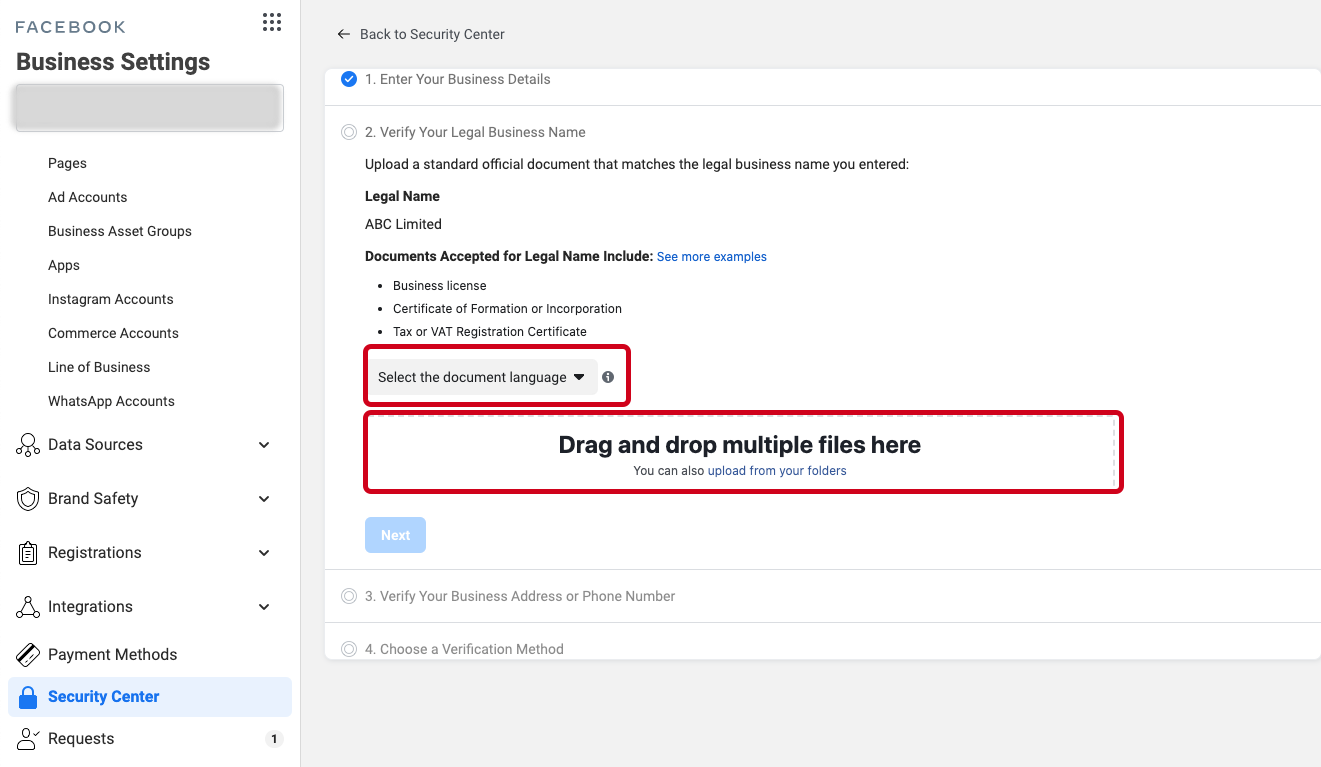 FACEBOOK
Business Settings
Pages
Ad Accounts
Business Asset Groups
Apps
Instagram Accounts
Commerce Accounts
Line of Business
WhatsApp Accounts
Data Sources
Brand Safety
Registrations
Integrations
Payment Methods
Security Center
Requests 1
Back to Security Center
1. Enter Your Business Details
2. Verify Your Legal Business Name
Upload a standard official document that matches the legal business name you entered:
Legal Name
ABC Limited
Documents Accepted for Legal Name Include: See more examples
• Business license
• Certificate of Formation or Incorporation
• Tax or VAT Registration Certificate
Select the document language
Drag and drop multiple files here
You can also upload from your folders
Next
3. Verify Your Business Address or Phone Number
4. Choose a Verification Method